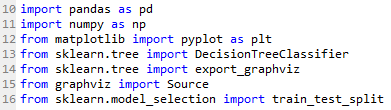 10 import pandas as pd
11 import numpy as np
12 from matplotlib import pyplot as plt
13 from sklearn.tree import DecisionTreeClassifier
14 from sklearn.tree import export_graphviz
15 from graphviz import Source
16 from sklearn.model_selection import train_test_split